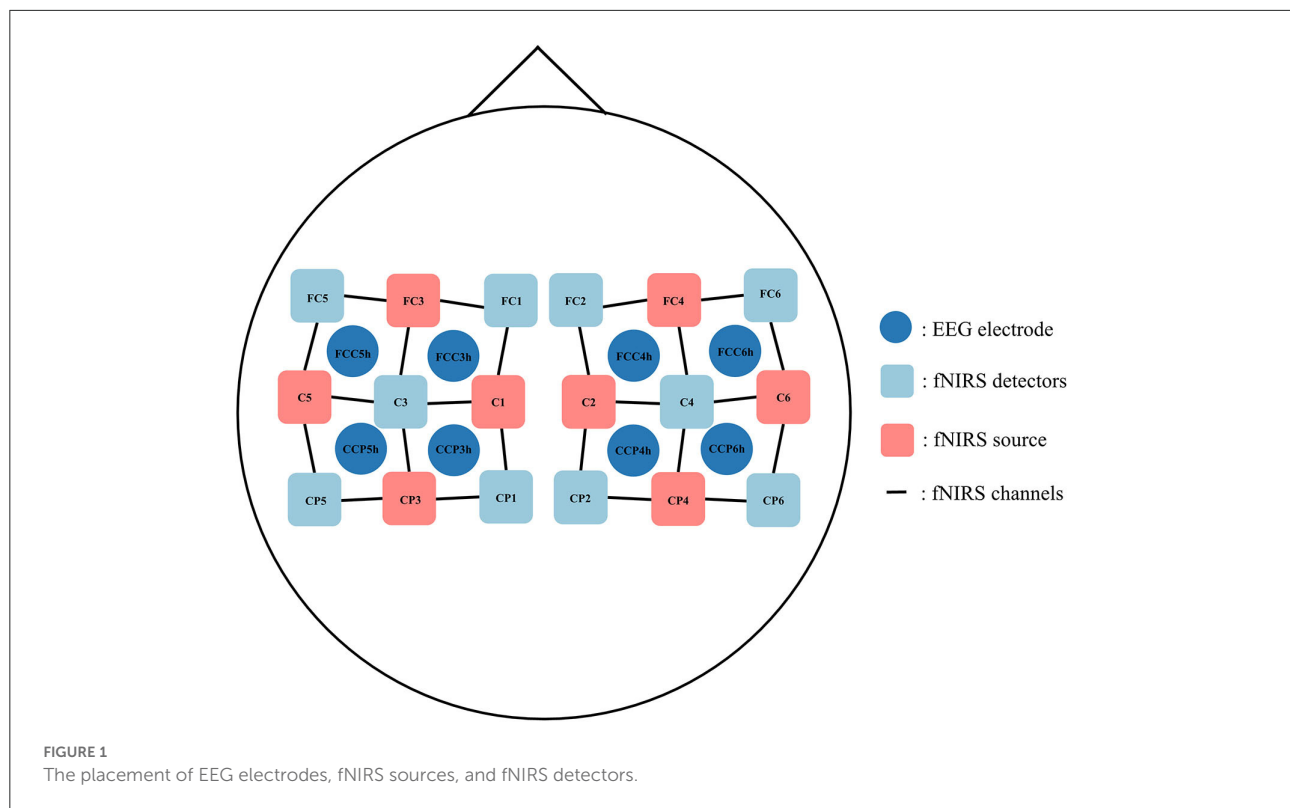 FC5 FC3 FC1 FC2 FC4 FC6
FCC5h FCC3h FCC4h FCC6h
C5 C3 C1 C2 C4 C6
CCP5h CCP3h CCP4h CCP6h
CP5 CP3 CP1 CP2 CP4 CP6
: EEG electrode
: fNIRS detectors
: fNIRS source
: fNIRS channels
FIGURE 1
The placement of EEG electrodes, fNIRS sources, and fNIRS detectors.